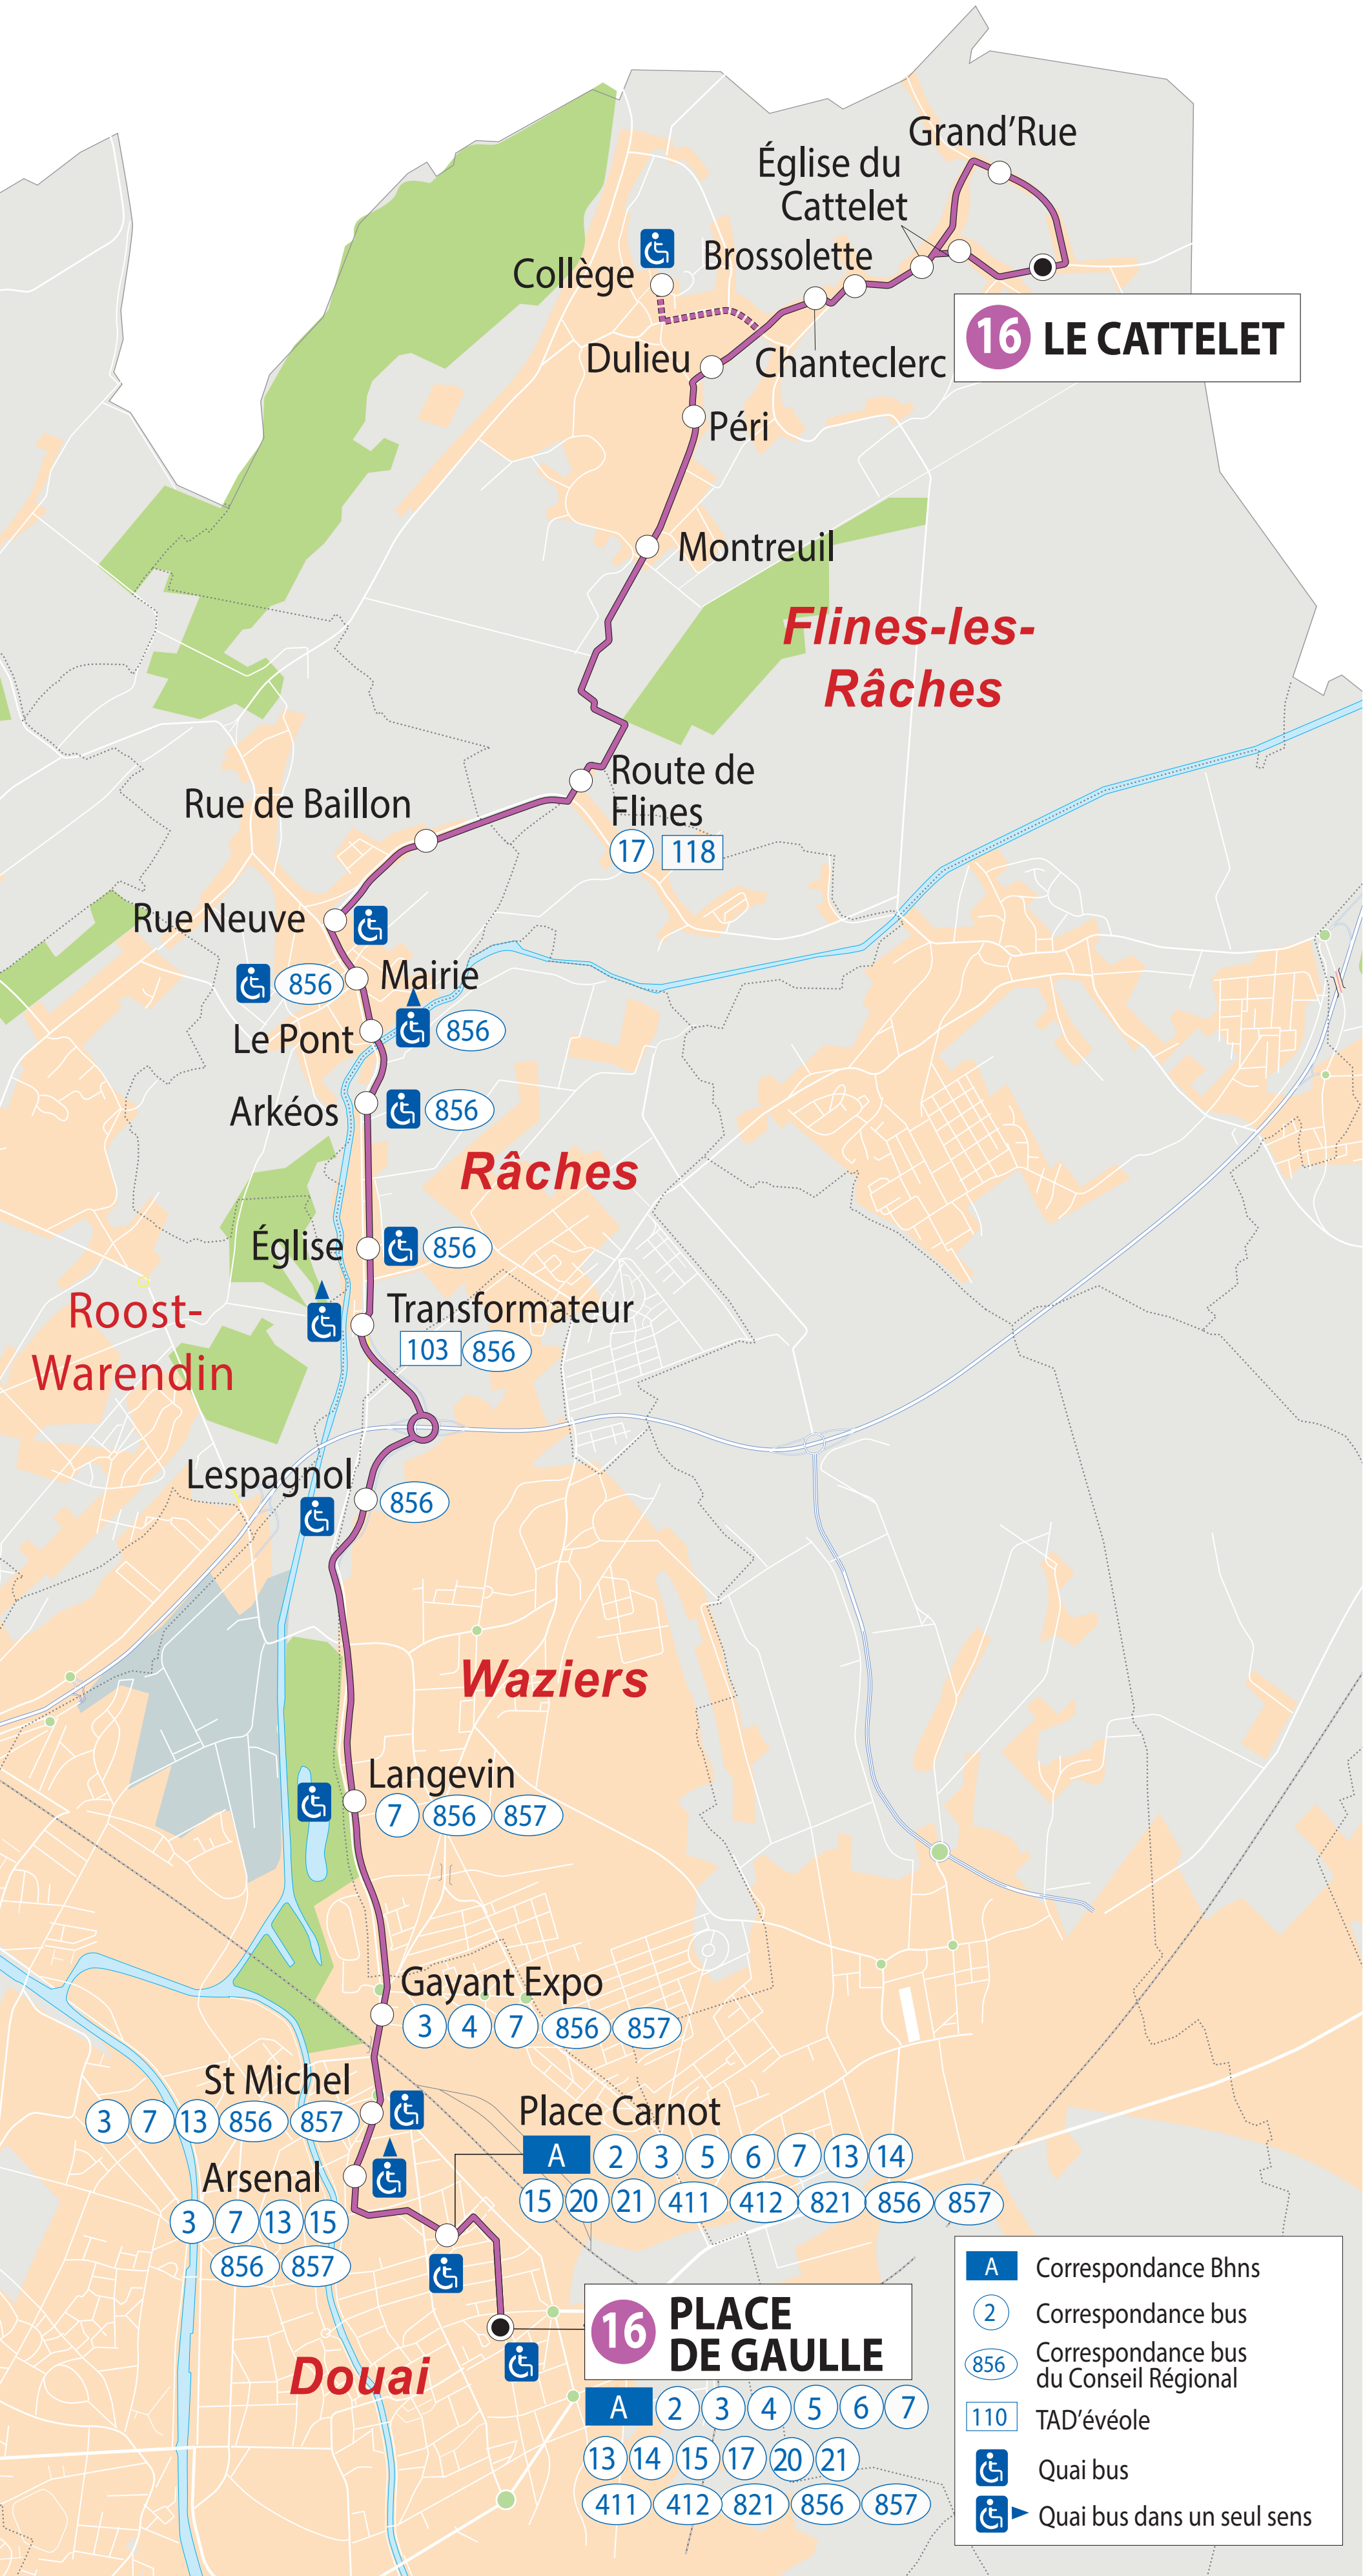 Grand'Rue
Église du
Cattelet
Brossolette
Collège
16 LE CATTELET
Dulieu
Chanteclerc
Péri
Montreuil
Flines-les-
Râches
Route de
Flines
17 118
Rue de Baillon
Rue Neuve
856 Mairie
Le Pont 856
Arkéos 856
Râches
Église 856
Roost-
Warendin
Transformateur
103 856
Lespagnol
856
Waziers
Langevin
7 856 857
Gayant Expo
3 4 7 856 857
St Michel
3 7 13 856 857
Place Carnot
A 2 3 5 6 7 13 14
15 20 21 411 412 821 856 857
Arsenal
3 7 13 15
856 857
16 PLACE
DE GAULLE
A 2 3 4 5 6 7
13 14 15 17 20 21
411 412 821 856 857
Douai
A Correspondance Bhns
2 Correspondance bus
856 Correspondance bus
du Conseil Régional
110 TAD'évéole
Quai bus
Quai bus dans un seul sens